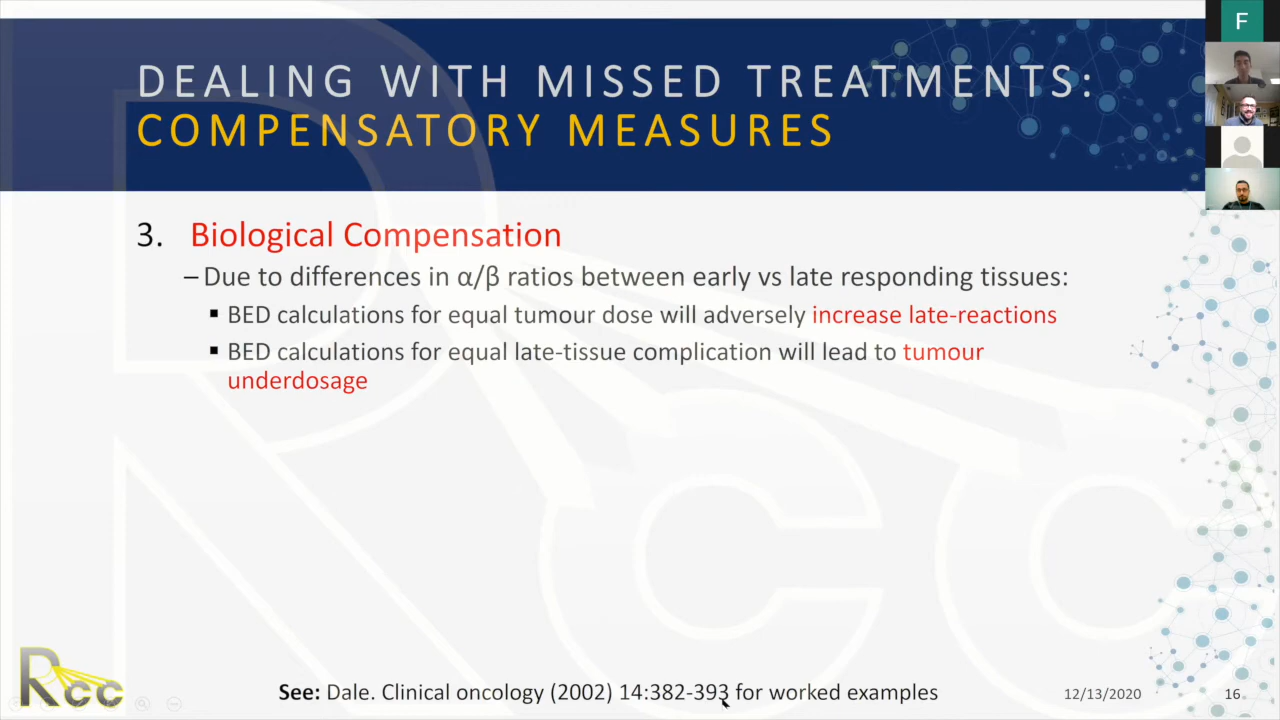 F
DEALING WITH MISSED TREATMENTS:
COMPENSATORY MEASURES
3. Biological Compensation
– Due to differences in α/β ratios between early vs late responding tissues:
▪ BED calculations for equal tumour dose will adversely increase late-reactions
▪ BED calculations for equal late-tissue complication will lead to tumour
underdosage
Rcc
See: Dale. Clinical oncology (2002) 14:382-393 for worked examples
12/13/2020
16